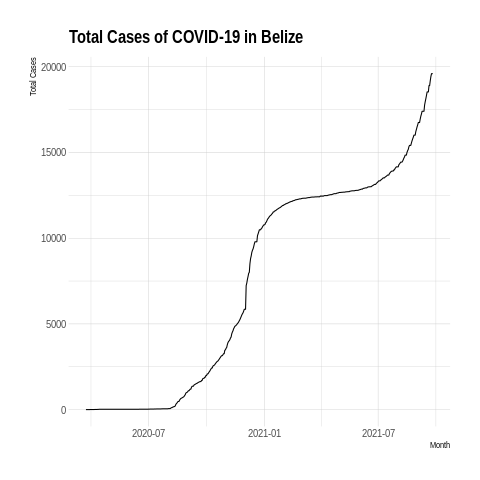 Total Cases of COVID-19 in Belize
Total Cases
20000
15000
10000
5000
0
2020-07 2021-01 2021-07
Month